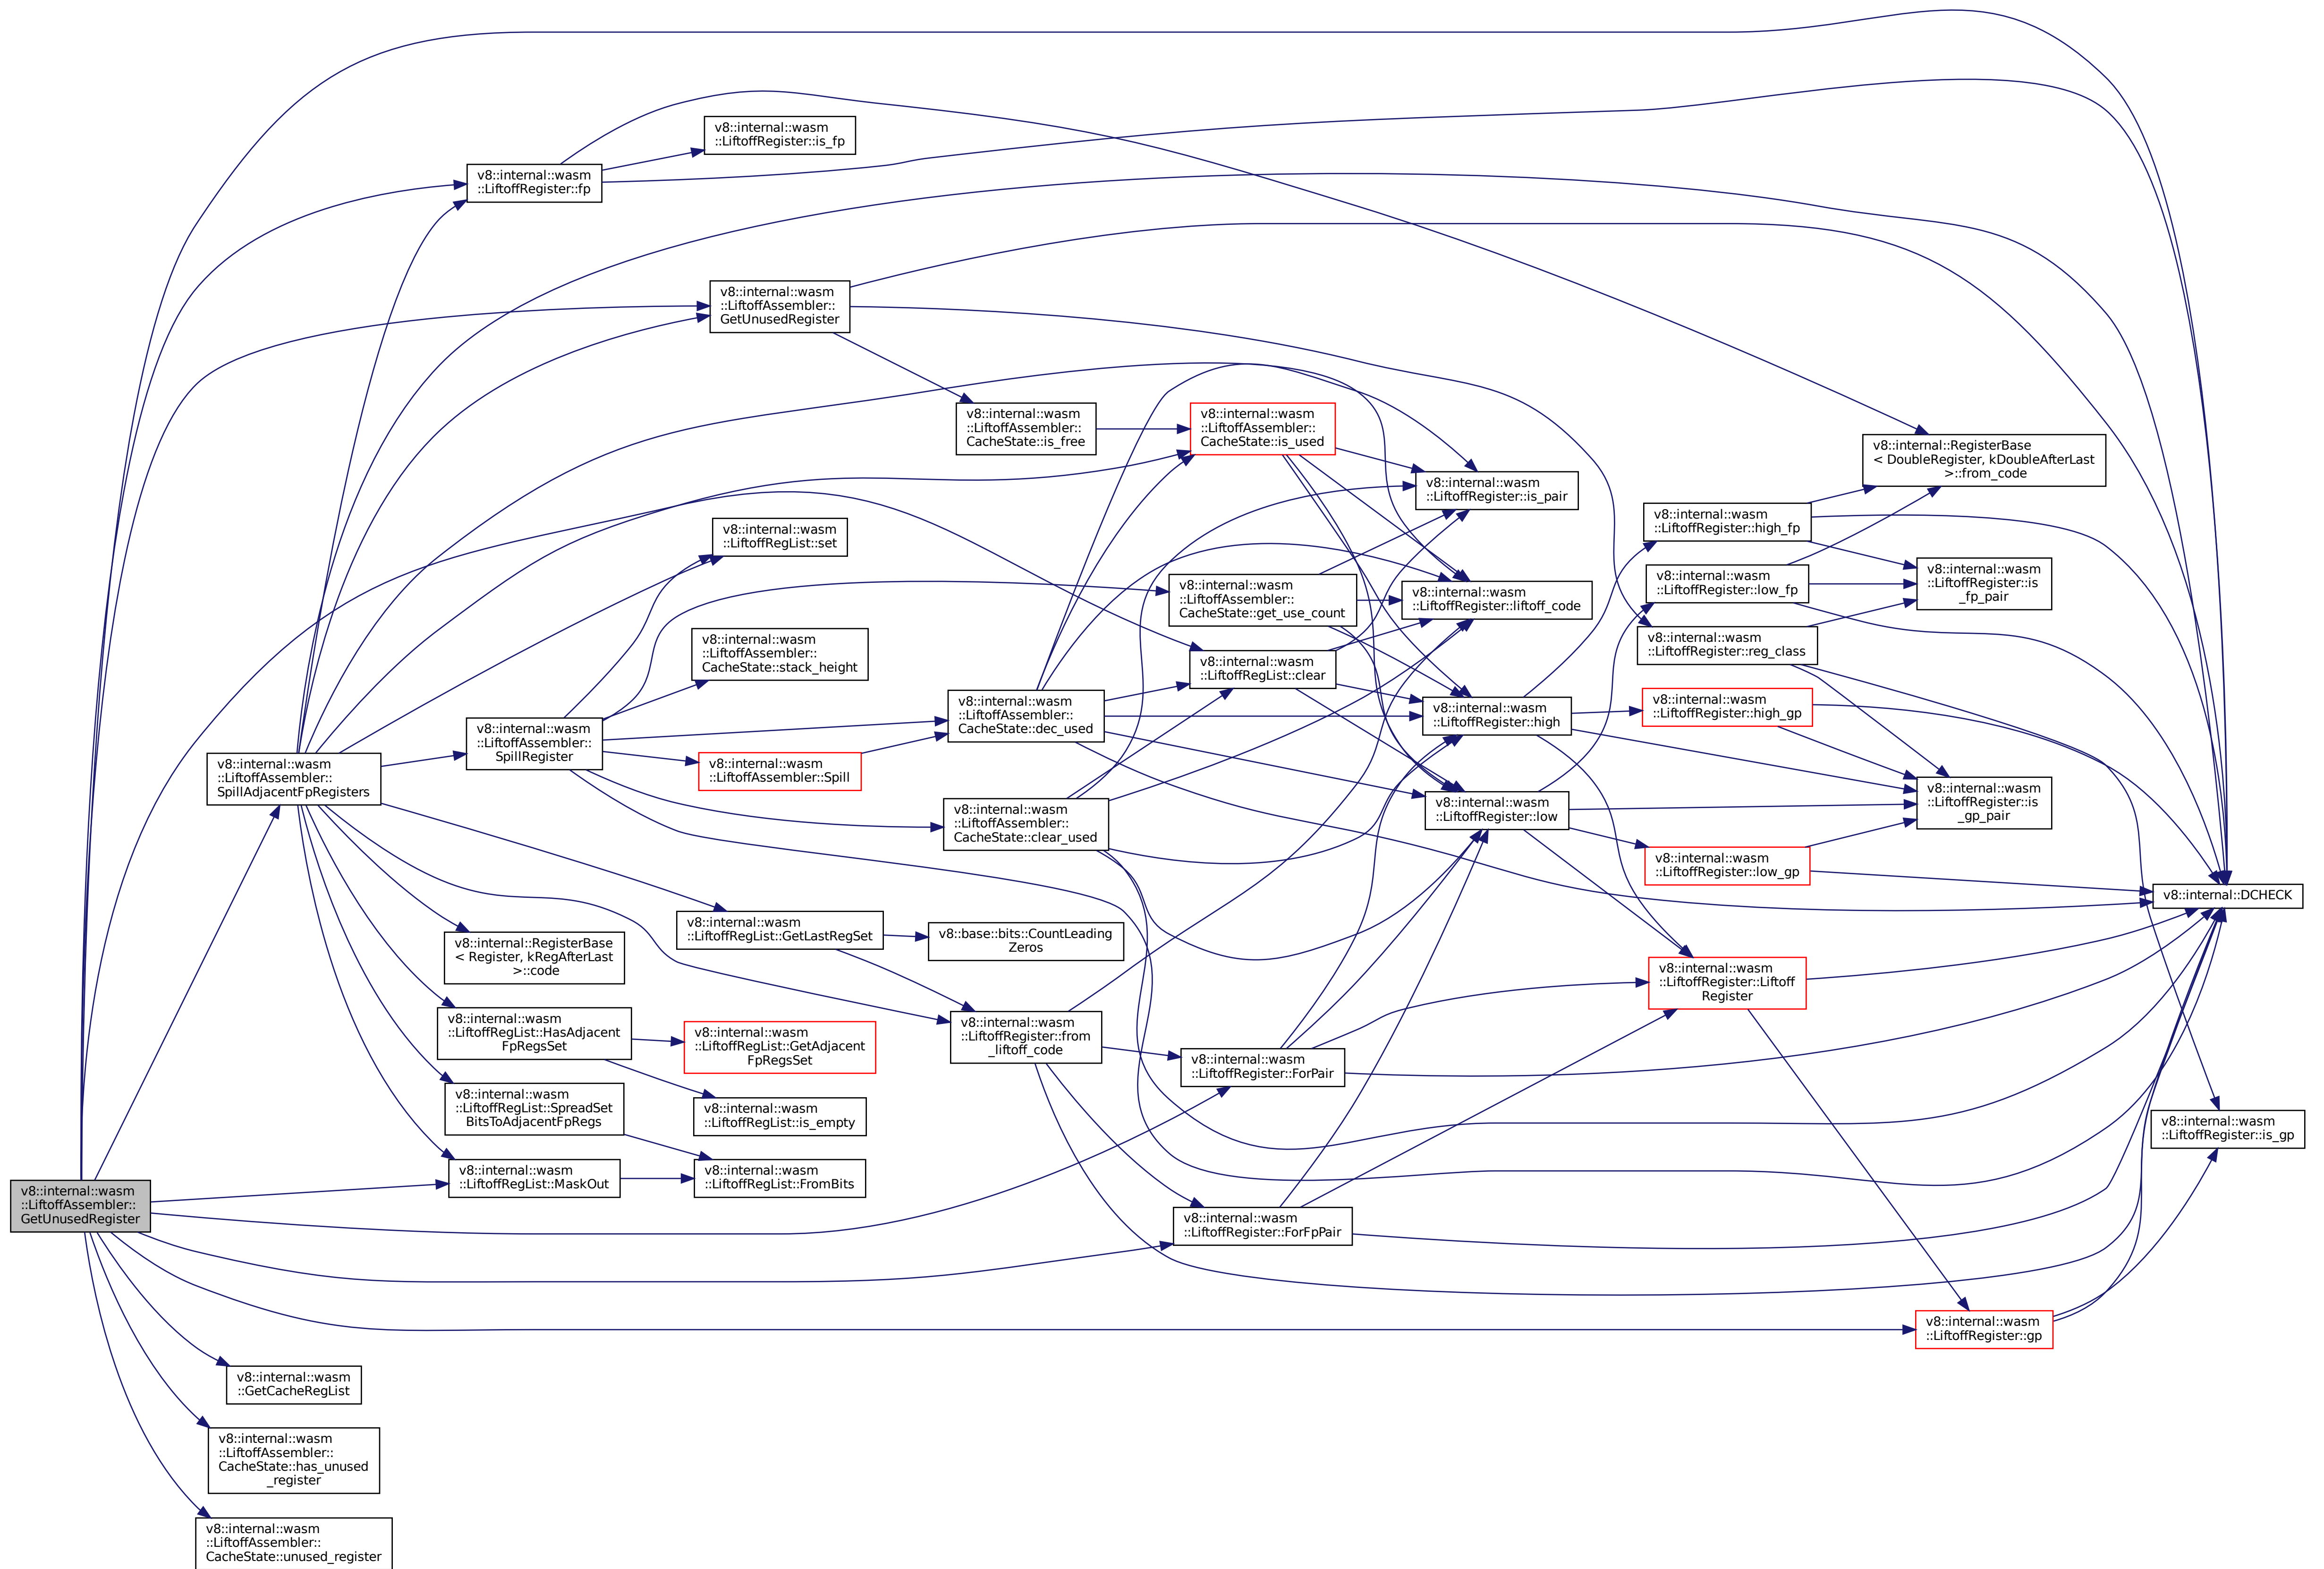 v8::internal::wasm
::LiftoffAssembler::
GetUnusedRegister
v8::internal::wasm
::LiftoffAssembler::
SpillAdjacentFpRegisters
v8::internal::wasm
::GetCacheRegList
v8::internal::wasm
::LiftoffAssembler::
CacheState::has_unused
_register
v8::internal::wasm
::LiftoffAssembler::
CacheState::unused_register
v8::internal::wasm
::LiftoffRegister::fp
v8::internal::wasm
::LiftoffAssembler::
SpillRegister
v8::internal::RegisterBase
< Register, kRegAfterLast
>::code
v8::internal::wasm
::LiftoffRegList::HasAdjacent
FpRegsSet
v8::internal::wasm
::LiftoffRegList::SpreadSet
BitsToAdjacentFpRegs
v8::internal::wasm
::LiftoffRegList::MaskOut
v8::internal::wasm
::LiftoffRegister::is_fp
v8::internal::wasm
::LiftoffAssembler::
GetUnusedRegister
v8::internal::wasm
::LiftoffRegList::set
v8::internal::wasm
::LiftoffAssembler::
CacheState::stack_height
v8::internal::wasm
::LiftoffAssembler::Spill
v8::internal::wasm
::LiftoffRegList::GetLastRegSet
v8::internal::wasm
::LiftoffRegList::GetAdjacent
FpRegsSet
v8::internal::wasm
::LiftoffRegList::is_empty
v8::internal::wasm
::LiftoffRegList::FromBits
v8::internal::wasm
::LiftoffAssembler::
CacheState::is_free
v8::internal::wasm
::LiftoffAssembler::
CacheState::dec_used
v8::internal::wasm
::LiftoffAssembler::
CacheState::clear_used
v8::base::bits::CountLeading
Zeros
v8::internal::wasm
::LiftoffRegister::from
_liftoff_code
v8::internal::wasm
::LiftoffAssembler::
CacheState::is_used
v8::internal::wasm
::LiftoffAssembler::
CacheState::get_use_count
v8::internal::wasm
::LiftoffRegList::clear
v8::internal::wasm
::LiftoffRegister::ForPair
v8::internal::wasm
::LiftoffRegister::ForFpPair
v8::internal::wasm
::LiftoffRegister::is_pair
v8::internal::wasm
::LiftoffRegister::liftoff_code
v8::internal::wasm
::LiftoffRegister::high
v8::internal::wasm
::LiftoffRegister::low
v8::internal::wasm
::LiftoffRegister::high_fp
v8::internal::wasm
::LiftoffRegister::low_fp
v8::internal::wasm
::LiftoffRegister::reg_class
v8::internal::wasm
::LiftoffRegister::high_gp
v8::internal::wasm
::LiftoffRegister::low_gp
v8::internal::wasm
::LiftoffRegister::Liftoff
Register
v8::internal::RegisterBase
< DoubleRegister, kDoubleAfterLast
>::from_code
v8::internal::wasm
::LiftoffRegister::is
_fp_pair
v8::internal::wasm
::LiftoffRegister::is
_gp_pair
v8::internal::wasm
::LiftoffRegister::gp
v8::internal::DCHECK
v8::internal::wasm
::LiftoffRegister::is_gp